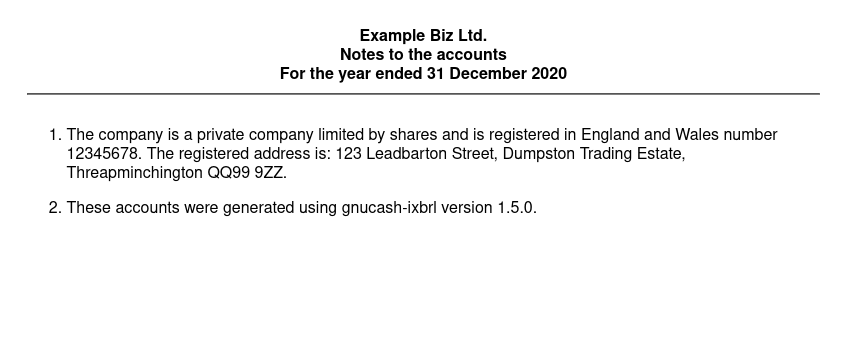 Example Biz Ltd.
Notes to the accounts
For the year ended 31 December 2020
1. The company is a private company limited by shares and is registered in England and Wales number
12345678. The registered address is: 123 Leadbarton Street, Dumpston Trading Estate,
Threapminchington QQ99 9ZZ.
2. These accounts were generated using gnucash-ixbrl version 1.5.0.